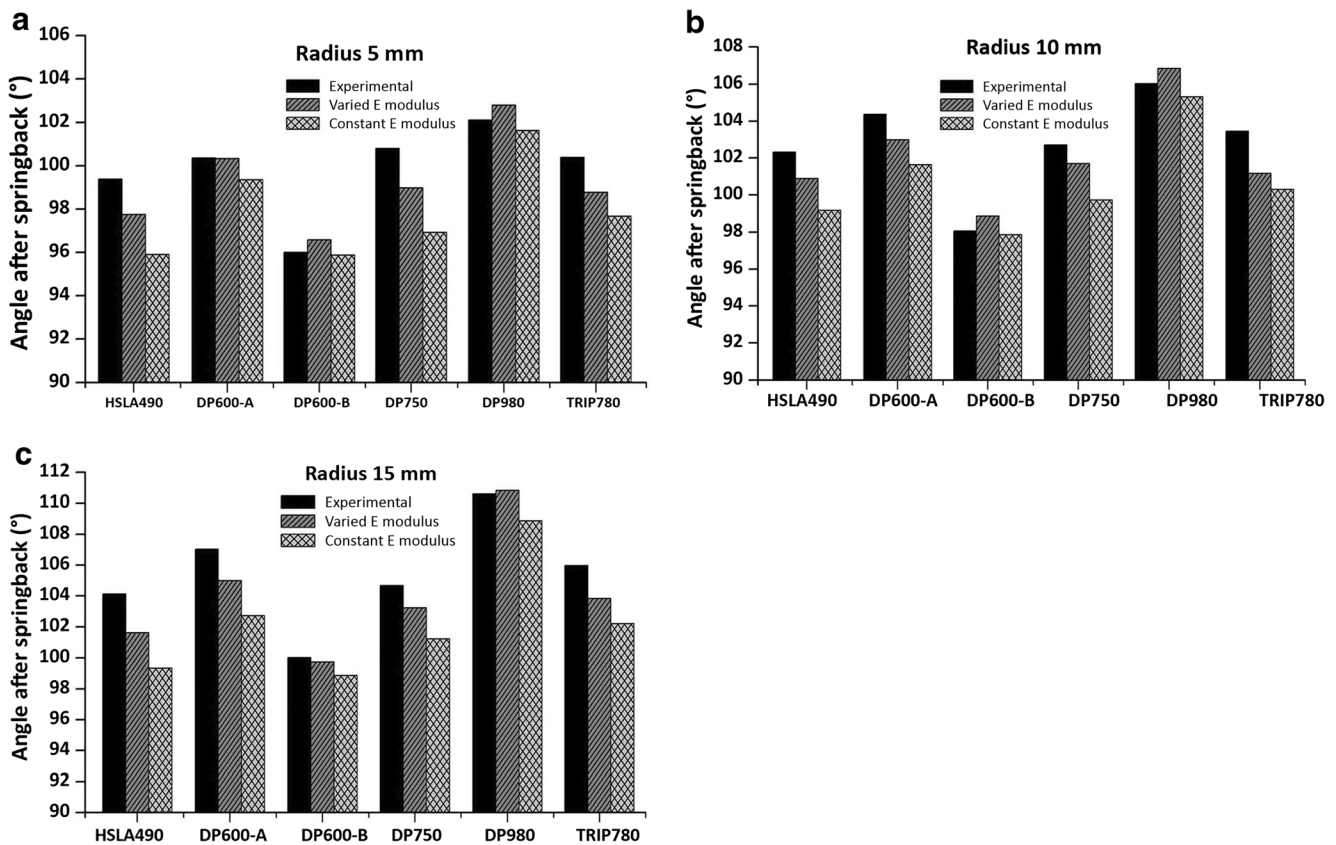 a
Angle after springback (°)
106
104
102
100
98
96
94
92
90
Radius 5 mm
Experimental
Varied E modulus
Constant E modulus
HSLA490 DP600-A DP600-B DP750 DP980 TRIP780
b
Angle after springback (°)
108
106
104
102
100
98
96
94
92
90
Radius 10 mm
Experimental
Varied E modulus
Constant E modulus
HSLA490 DP600-A DP600-B DP750 DP980 TRIP780
c
Angle after springback (°)
112
110
108
106
104
102
100
98
96
94
92
90
Radius 15 mm
Experimental
Varied E modulus
Constant E modulus
HSLA490 DP600-A DP600-B DP750 DP980 TRIP780